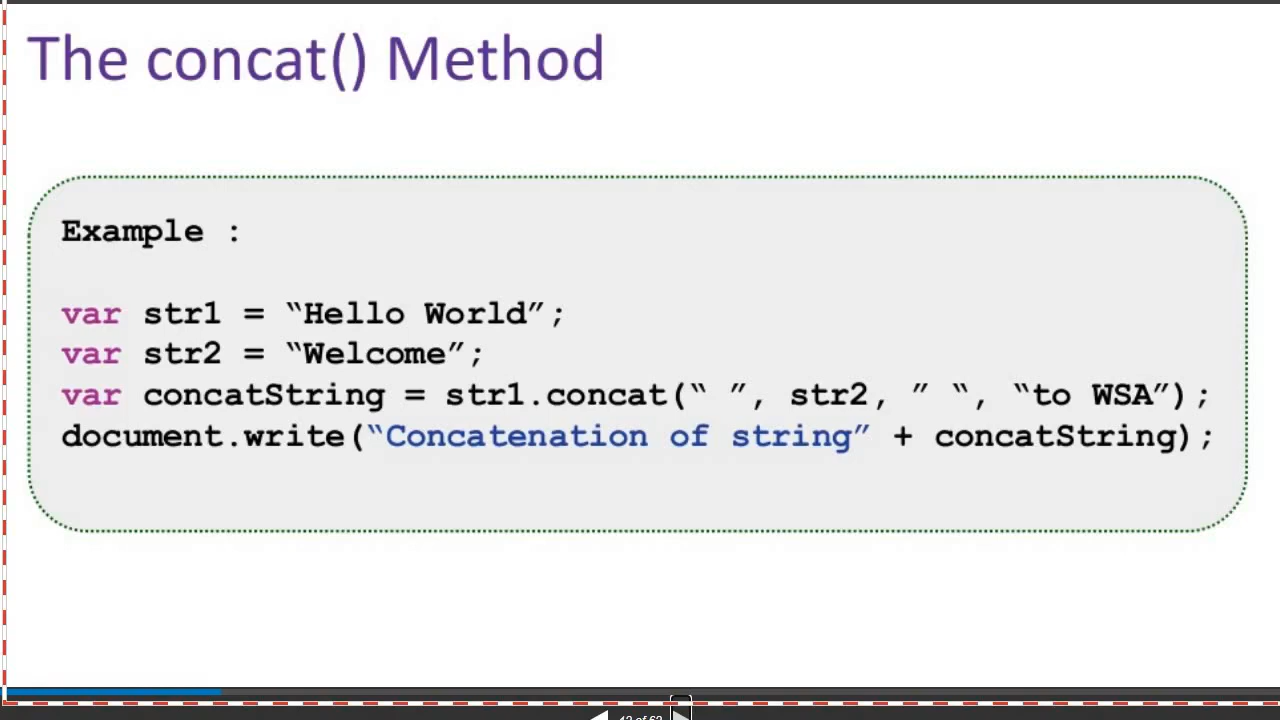 The concat() Method
Example :
var str1 = “Hello World”;
var str2 = “Welcome”;
var concatString = str1.concat(“ ”, str2, ” “, “to WSA”);
document.write(“Concatenation of string” + concatString);